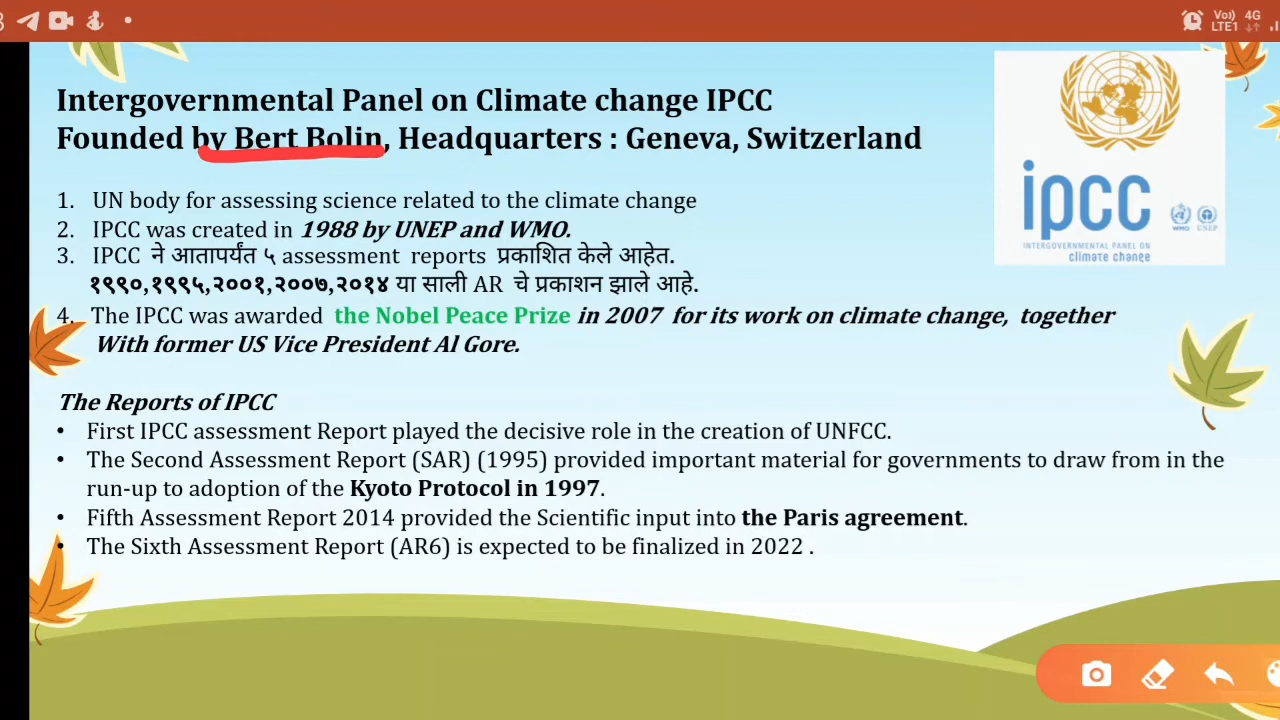 Vo)) 4G
LTE1
Intergovernmental Panel on Climate change IPCC
Founded by Bert Bolin, Headquarters : Geneva, Switzerland
ipcc
WMO UNEP
INTERGOVERNMENTAL PANEL ON
climate change
1. UN body for assessing science related to the climate change
2. IPCC was created in 1988 by UNEP and WMO.
3. IPCC ने आतापर्यंत ५ assessment reports प्रकाशित केले आहेत.
१९९०,१९९५,२००१,२००७,२०१४ या साली AR चे प्रकाशन झाले आहे.
4. The IPCC was awarded the Nobel Peace Prize in 2007 for its work on climate change, together
With former US Vice President Al Gore.
The Reports of IPCC
• First IPCC assessment Report played the decisive role in the creation of UNFCC.
• The Second Assessment Report (SAR) (1995) provided important material for governments to draw from in the
run-up to adoption of the Kyoto Protocol in 1997.
• Fifth Assessment Report 2014 provided the Scientific input into the Paris agreement.
• The Sixth Assessment Report (AR6) is expected to be finalized in 2022 .